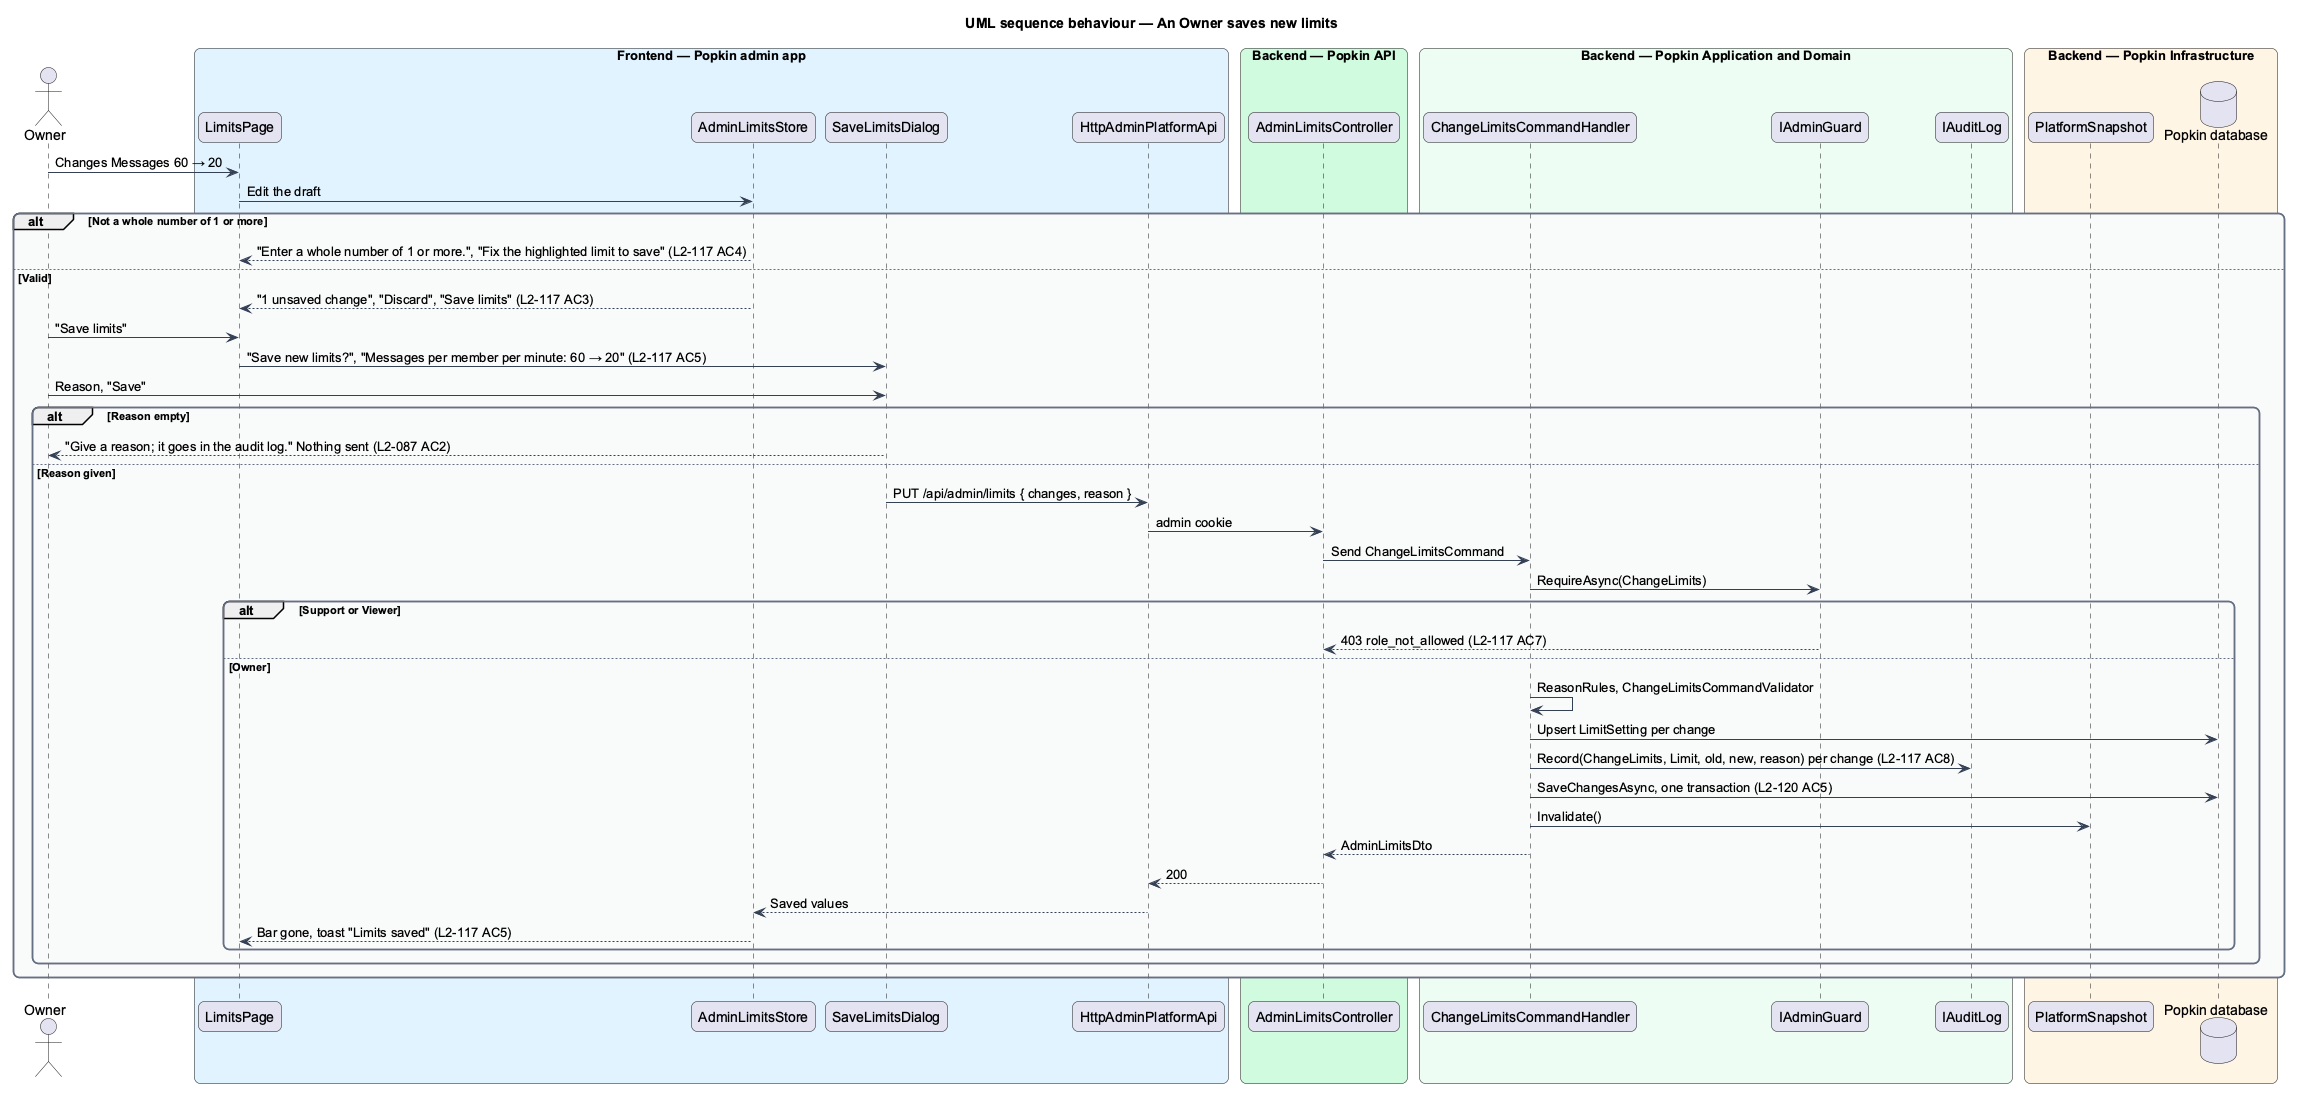 UML sequence behaviour — An Owner saves new limits
Frontend — Popkin admin app
Backend — Popkin API
Backend — Popkin Application and Domain
Backend — Popkin Infrastructure
Owner
LimitsPage
AdminLimitsStore
SaveLimitsDialog
HttpAdminPlatformApi
AdminLimitsController
ChangeLimitsCommandHandler
IAdminGuard
IAuditLog
PlatformSnapshot
Popkin database
Changes Messages 60 → 20
Edit the draft
alt
[Not a whole number of 1 or more]
"Enter a whole number of 1 or more.", "Fix the highlighted limit to save" (L2-117 AC4)
[Valid]
"1 unsaved change", "Discard", "Save limits" (L2-117 AC3)
"Save limits"
"Save new limits?", "Messages per member per minute: 60 → 20" (L2-117 AC5)
Reason, "Save"
alt
[Reason empty]
"Give a reason; it goes in the audit log." Nothing sent (L2-087 AC2)
[Reason given]
PUT /api/admin/limits { changes, reason }
admin cookie
Send ChangeLimitsCommand
RequireAsync(ChangeLimits)
alt
[Support or Viewer]
403 role_not_allowed (L2-117 AC7)
[Owner]
ReasonRules, ChangeLimitsCommandValidator
Upsert LimitSetting per change
Record(ChangeLimits, Limit, old, new, reason) per change (L2-117 AC8)
SaveChangesAsync, one transaction (L2-120 AC5)
Invalidate()
AdminLimitsDto
200
Saved values
Bar gone, toast "Limits saved" (L2-117 AC5)
Owner
LimitsPage
AdminLimitsStore
SaveLimitsDialog
HttpAdminPlatformApi
AdminLimitsController
ChangeLimitsCommandHandler
IAdminGuard
IAuditLog
PlatformSnapshot
Popkin database